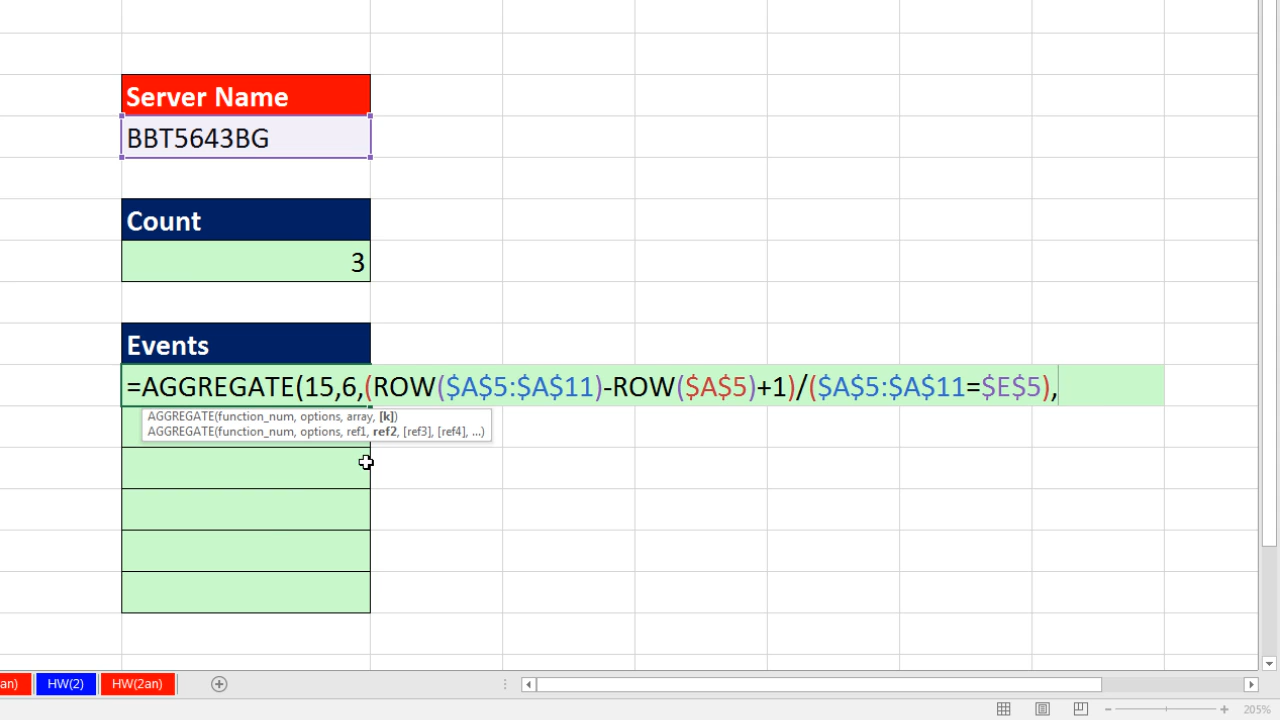 Server Name
BBT5643BG
Count
3
Events
=AGGREGATE(15,6,(ROW($A$5:$A$11)-ROW($A$5)+1)/($A$5:$A$11=$E$5),
AGGREGATE(function_num, options, array, [k])
AGGREGATE(function_num, options, ref1, ref2, [ref3], [ref4], ...)
an) HW(2) HW(2an)
205%